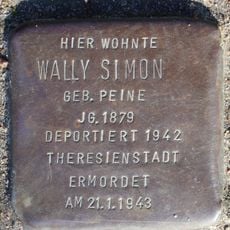 HIER WOHNTE
WALLY SIMON
GEB. PEINE
JG. 1879
DEPORTIERT 1942
THERESIENSTADT
ERMORDET
AM 21.1.1943